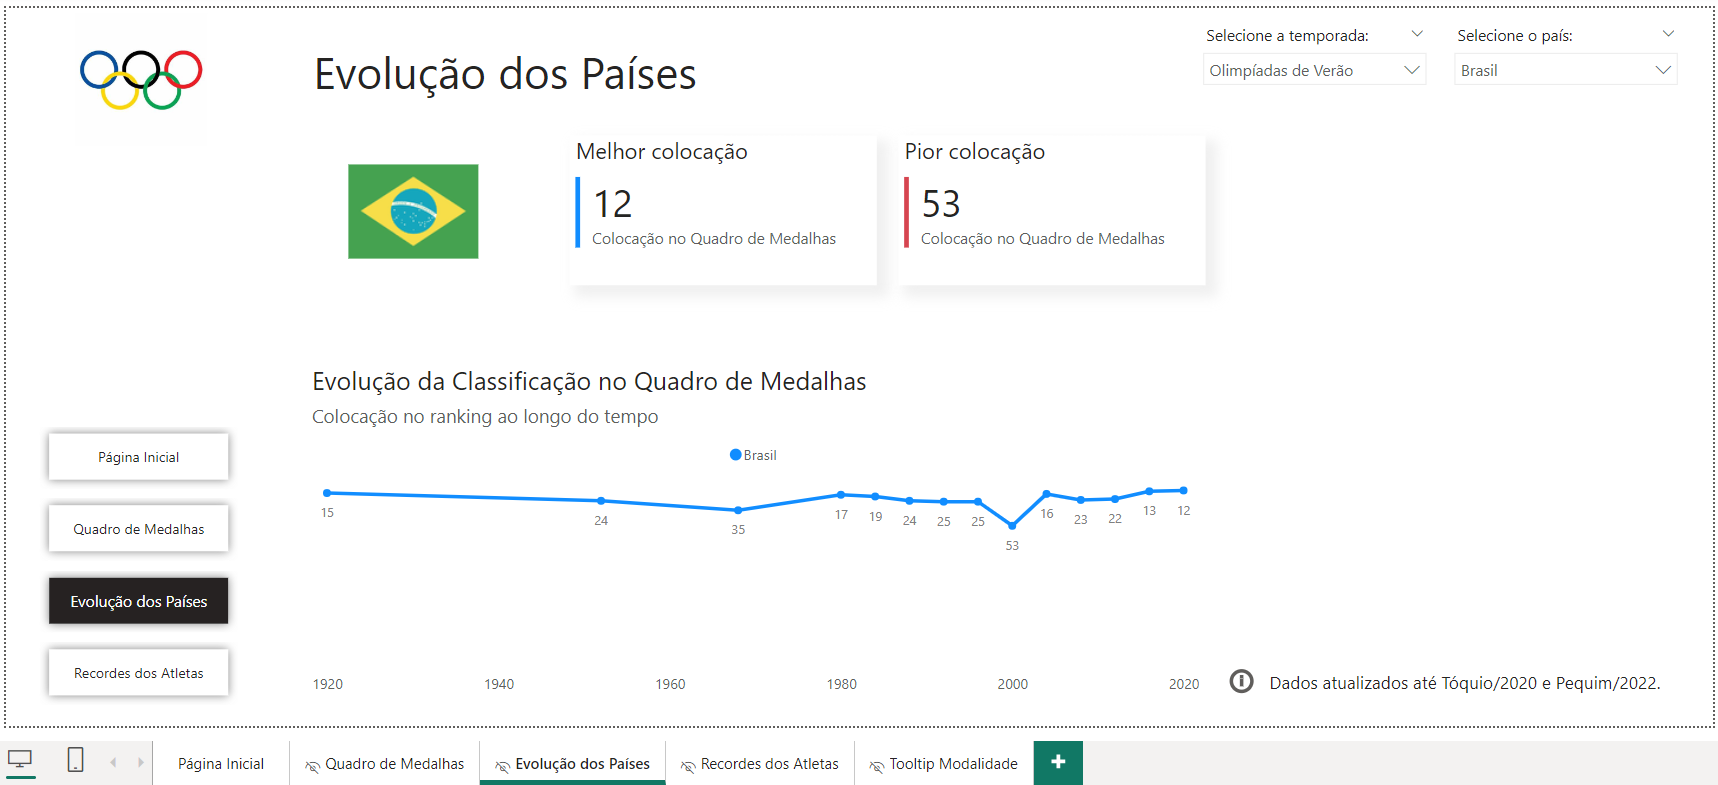 Evolução dos Países
Selecione a temporada:
Olimpíadas de Verão
Selecione o país:
Brasil
Melhor colocação
12
Colocação no Quadro de Medalhas
Pior colocação
53
Colocação no Quadro de Medalhas
Evolução da Classificação no Quadro de Medalhas
Colocação no ranking ao longo do tempo
Brasil
15 24 35 17 19 24 25 25 53 16 23 22 13 12
1920 1940 1960 1980 2000 2020
Página Inicial
Quadro de Medalhas
Evolução dos Países
Recordes dos Atletas
Dados atualizados até Tóquio/2020 e Pequim/2022.
Página Inicial Quadro de Medalhas Evolução dos Países Recordes dos Atletas Tooltip Modalidade